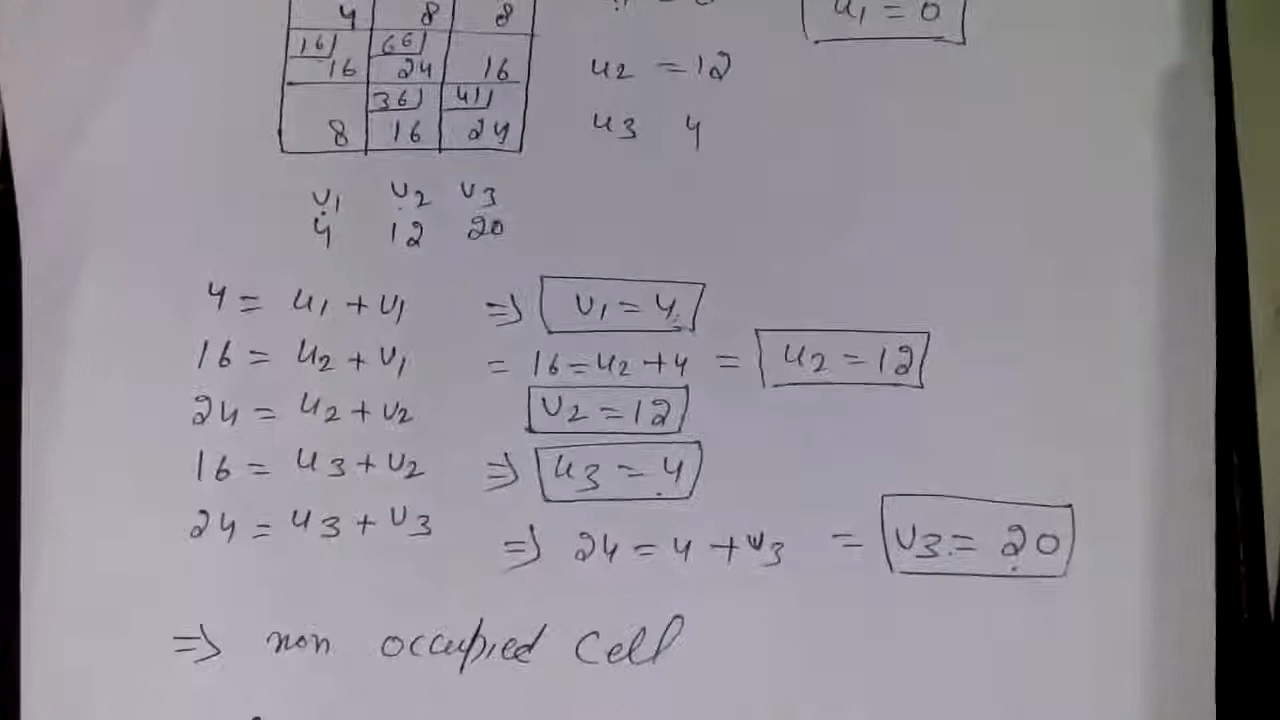 4 8 8
u1 = 0
16 66
16 24 16
u2 = 12
36 41
8 16 24
u3 4
v1 v2 v3
4 12 20
4 = u1 + v1 => v1 = 4
16 = u2 + v1 = 16 = u2 + 4 = u2 = 12
24 = u2 + v2 v2 = 12
16 = u3 + v2 => u3 = 4
24 = u3 + v3 => 24 = 4 + v3 = v3 = 20
=> non occupied cell